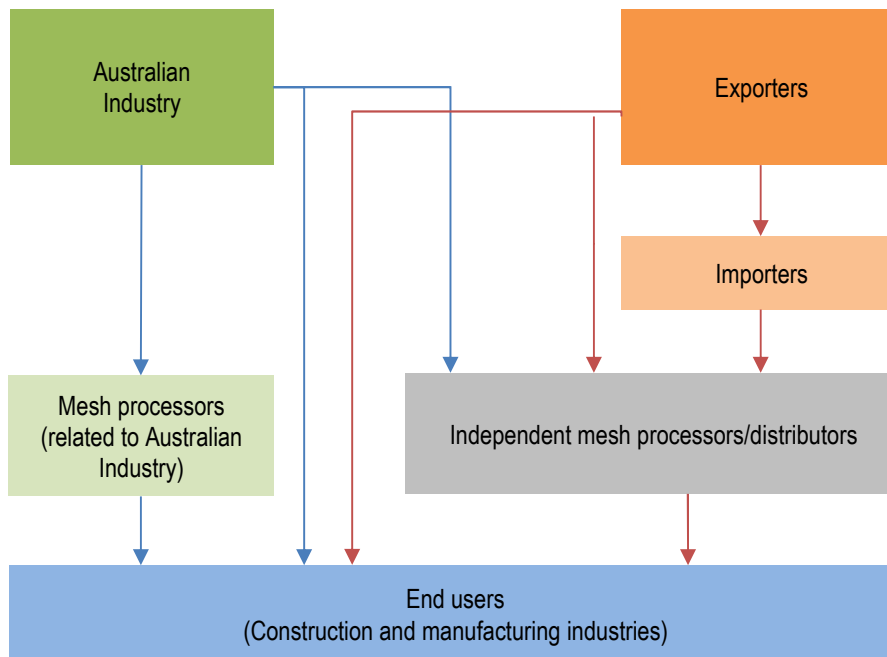 Australian
Industry
Exporters
Importers
Mesh processors
(related to Australian
Industry)
Independent mesh processors/distributors
End users
(Construction and manufacturing industries)